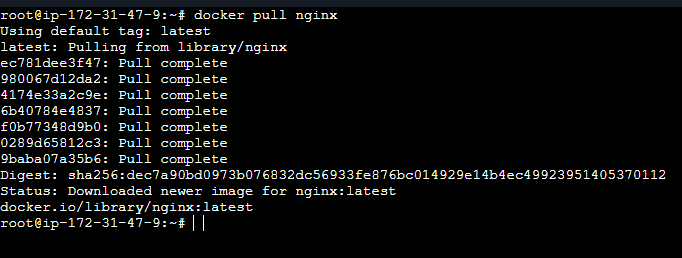 root@ip-172-31-47-9:~# docker pull nginx
Using default tag: latest
latest: Pulling from library/nginx
ec781dee3f47: Pull complete
980067d12da2: Pull complete
4174e33a2c9e: Pull complete
6b40784e4837: Pull complete
f0b77348d9b0: Pull complete
0289d65812c3: Pull complete
9baba07a35b6: Pull complete
Digest: sha256:dec7a90bd0973b076832dc56933fe876bc014929e14b4ec49923951405370112
Status: Downloaded newer image for nginx:latest
docker.io/library/nginx:latest
root@ip-172-31-47-9:~#